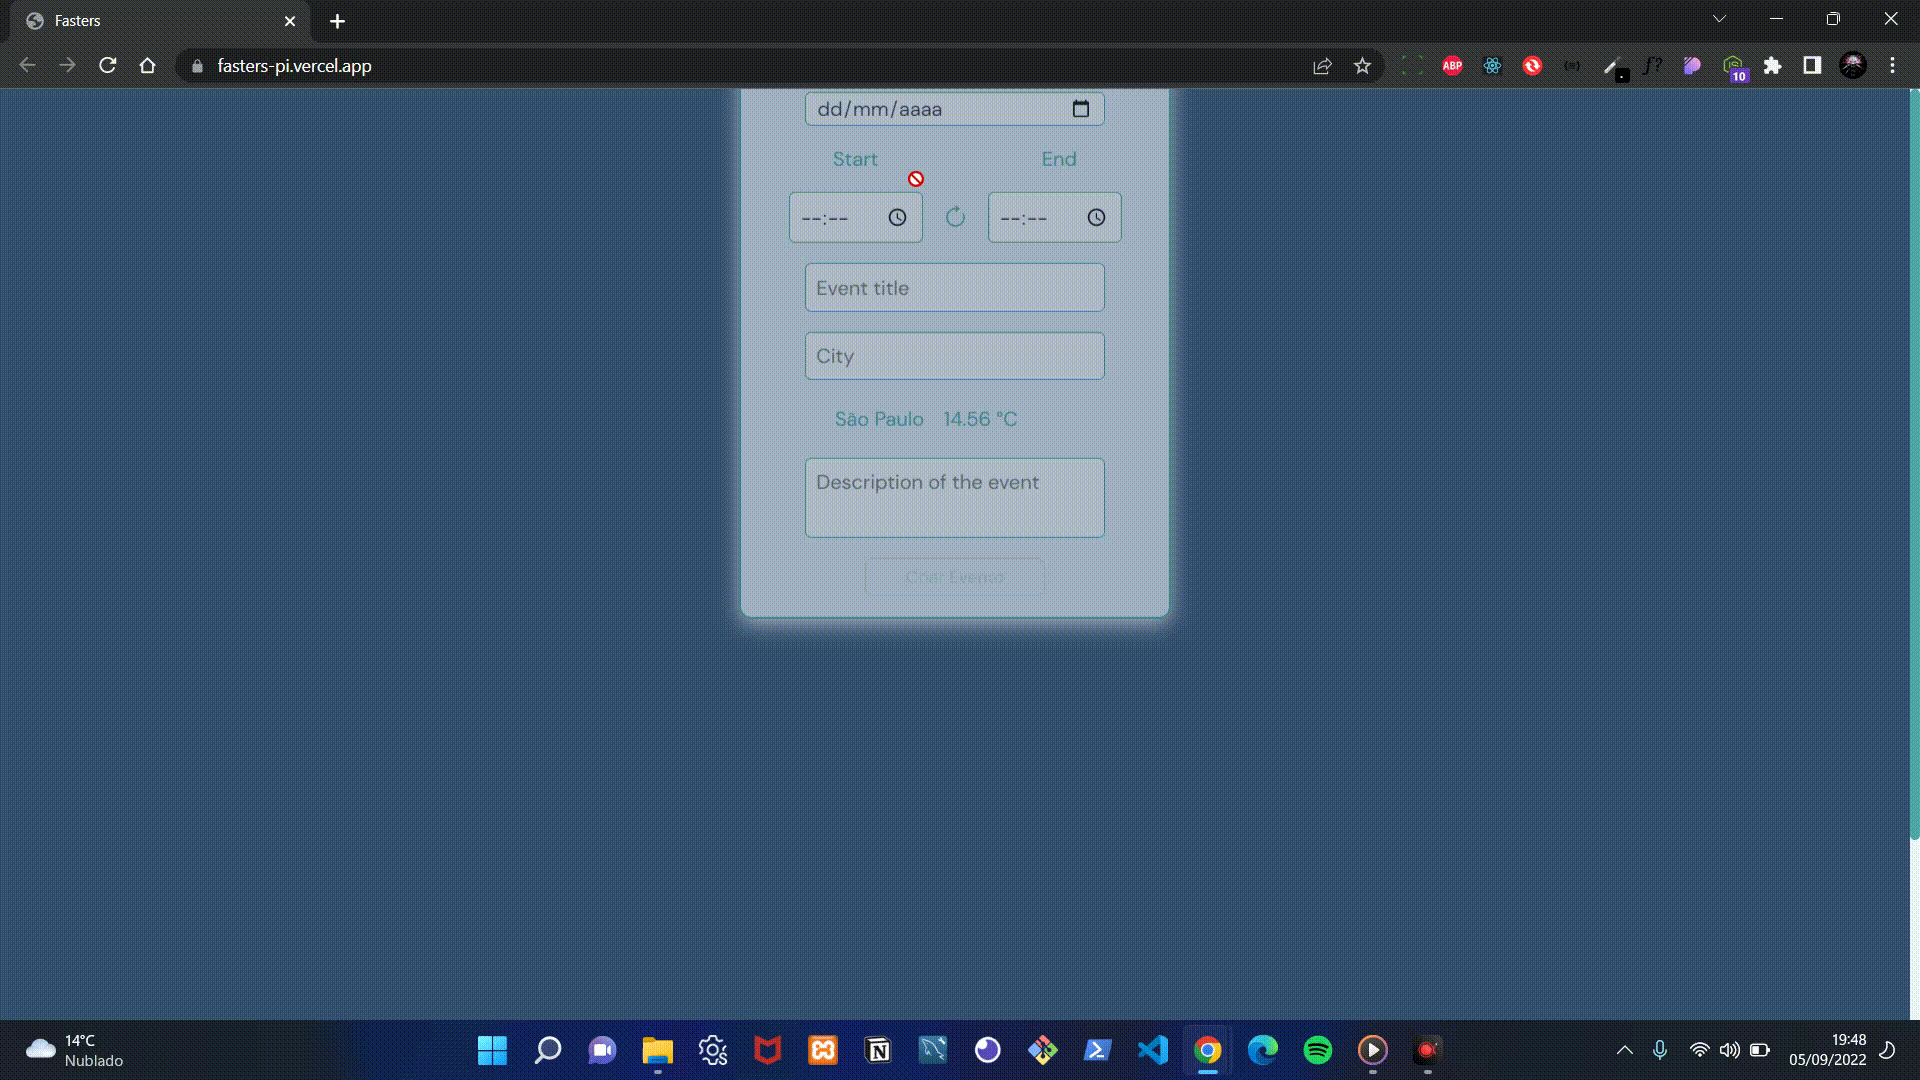 Fasters
fasters-pi.vercel.app
ABP
f?
10
dd/mm/aaaa
Start End
--:-- --:--
Event title
City
São Paulo 14.56 °C
Description of the event
Criar Evento
14°C
Nublado
19:48
05/09/2022